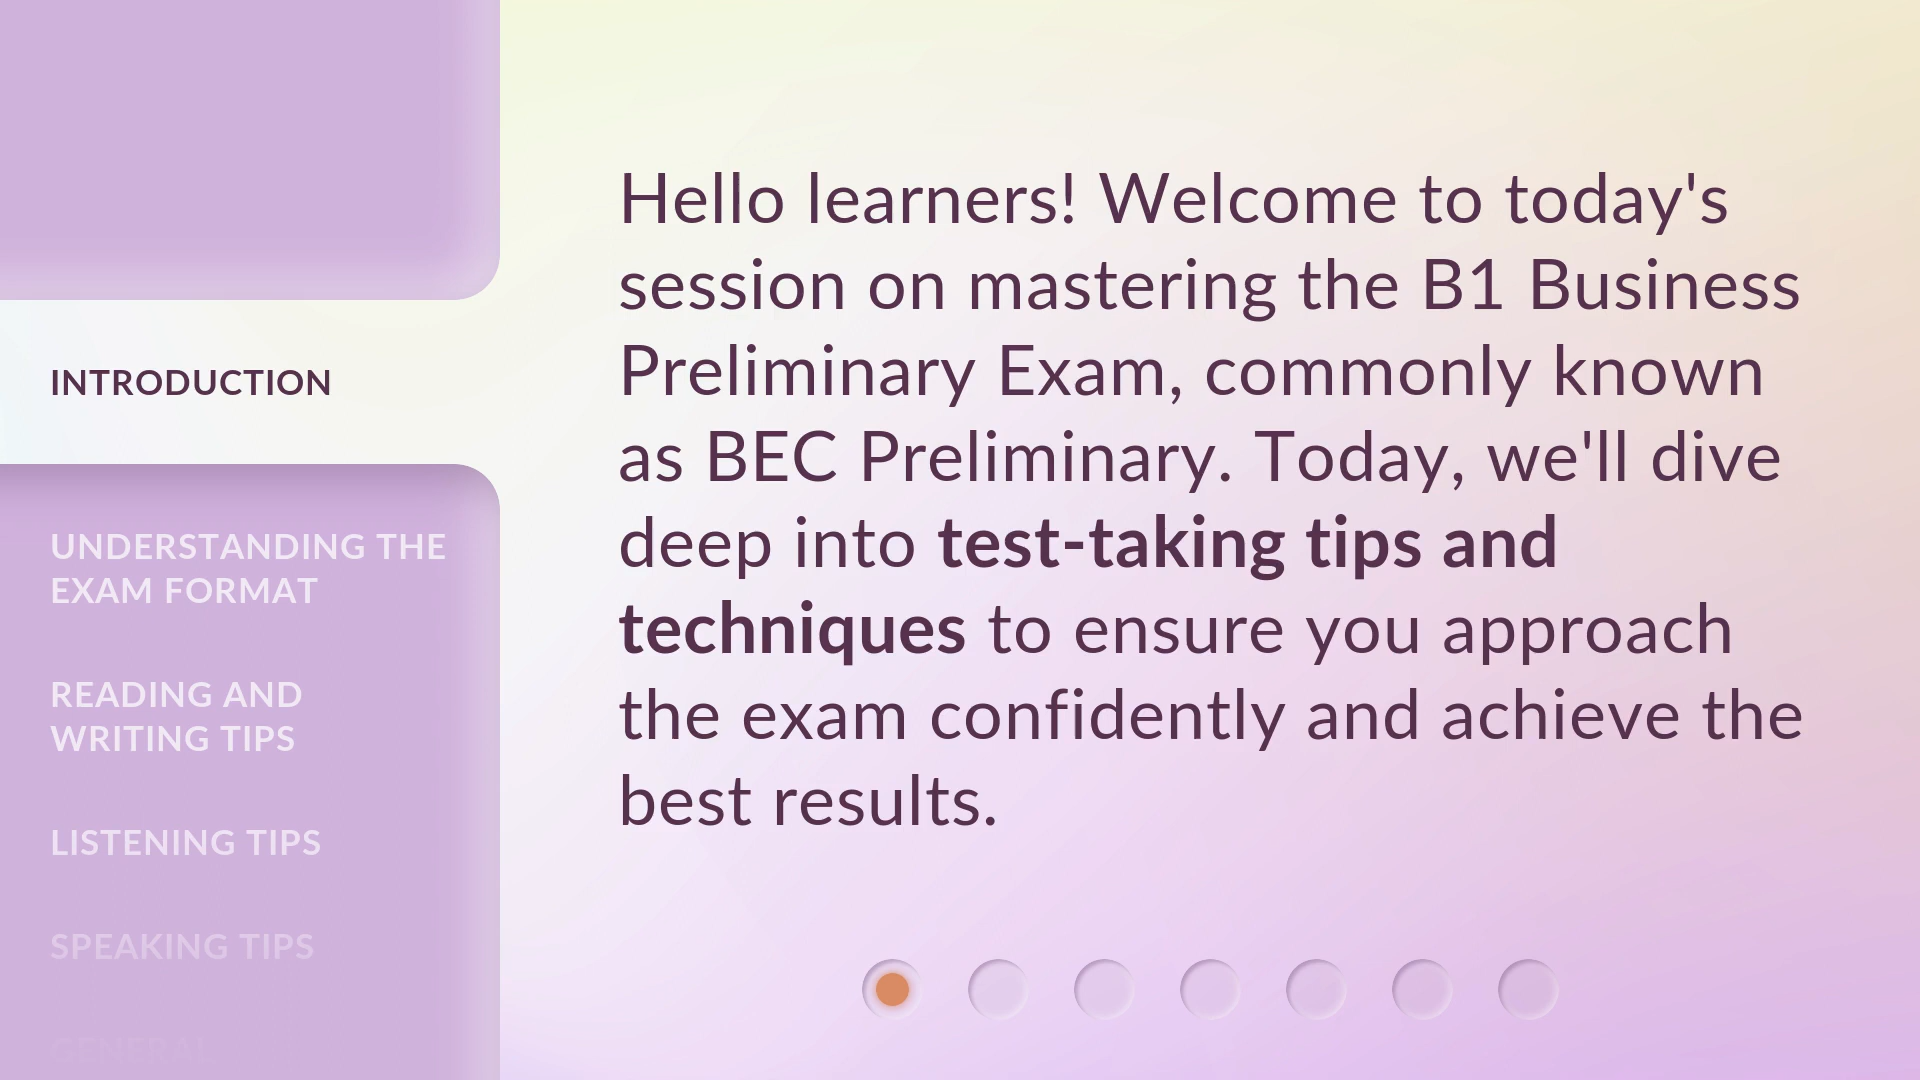 INTRODUCTION
UNDERSTANDING THE
EXAM FORMAT
READING AND
WRITING TIPS
LISTENING TIPS
SPEAKING TIPS
GENERAL
Hello learners! Welcome to today's
session on mastering the B1 Business
Preliminary Exam, commonly known
as BEC Preliminary. Today, we'll dive
deep into test-taking tips and
techniques to ensure you approach
the exam confidently and achieve the
best results.